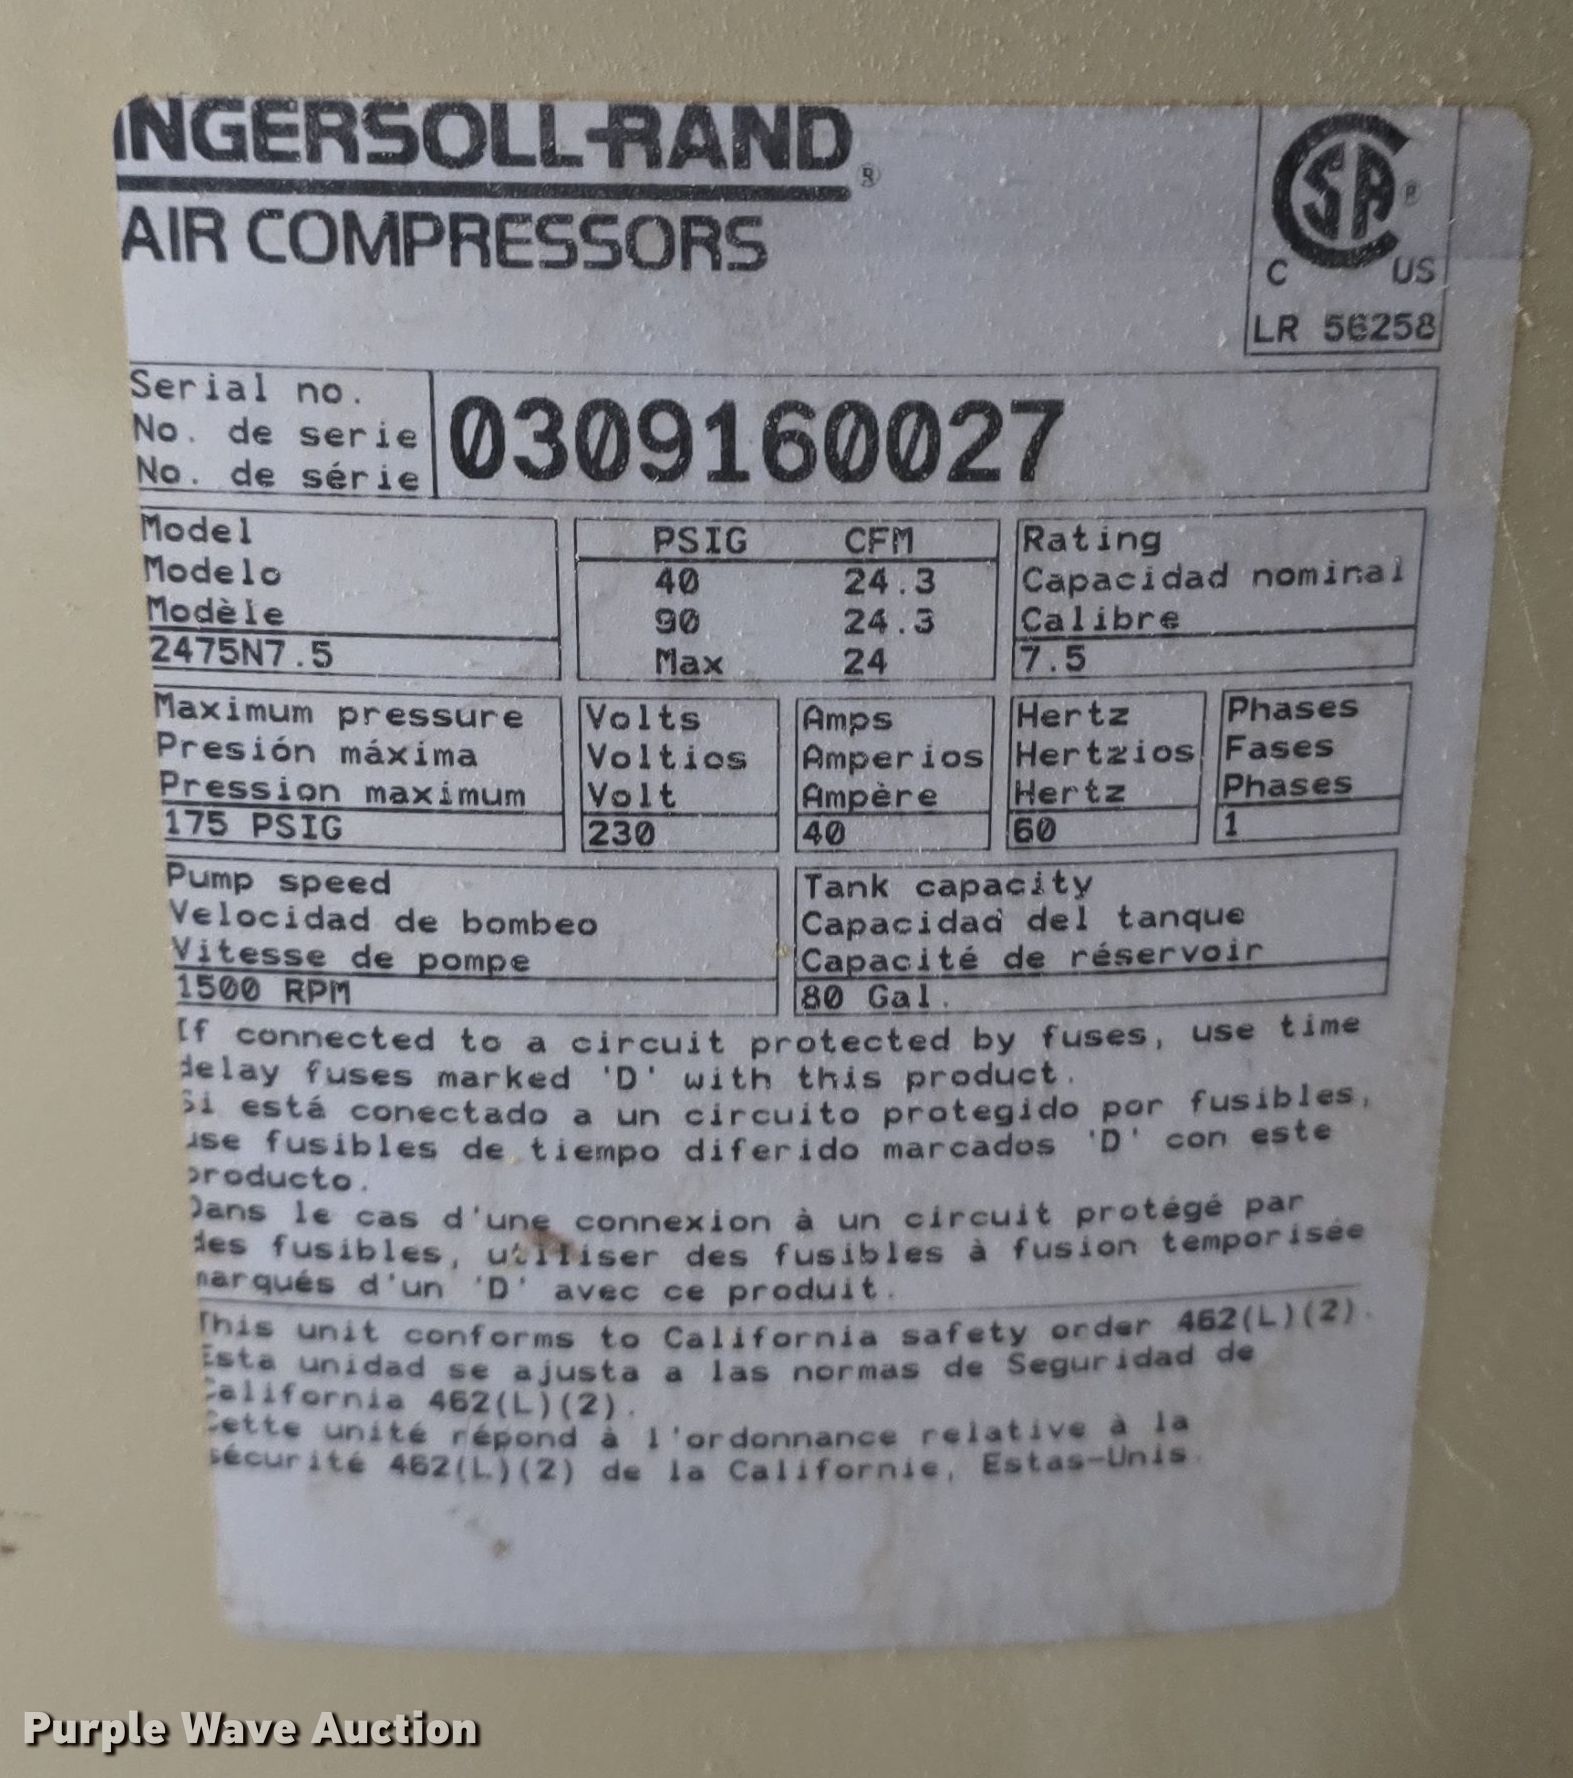 INGERSOLL-RAND®
AIR COMPRESSORS
CSA®
C US
LR 56258
Serial no.
No. de serie
No. de série
0309160027
Model
Modelo
Modèle
2475N7.5
PSIG CFM
40 24.3
90 24.3
Max 24
Rating
Capacidad nominal
Calibre
7.5
Maximum pressure
Presión máxima
Pression maximum
175 PSIG
Volts
Voltios
Volt
230
Amps
Amperios
Ampère
40
Hertz
Hertzios
Hertz
60
Phases
Fases
Phases
1
Pump speed
Velocidad de bombeo
Vitesse de pompe
1500 RPM
Tank capacity
Capacidad del tanque
Capacité de réservoir
80 Gal.
If connected to a circuit protected by fuses, use time
delay fuses marked 'D' with this product.
Si está conectado a un circuito protegido por fusibles,
use fusibles de tiempo diferido marcados 'D' con este
producto.
Dans le cas d'une connexion à un circuit protégé par
des fusibles, utiliser des fusibles à fusion temporisée
marqués d'un 'D' avec ce produit.
This unit conforms to California safety order 462(L)(2).
Esta unidad se ajusta a las normas de Seguridad de
California 462(L)(2).
Cette unité répond à l'ordonnance relative à la
sécurité 462(L)(2) de la Californie, Estas-Unis.
Purple Wave Auction